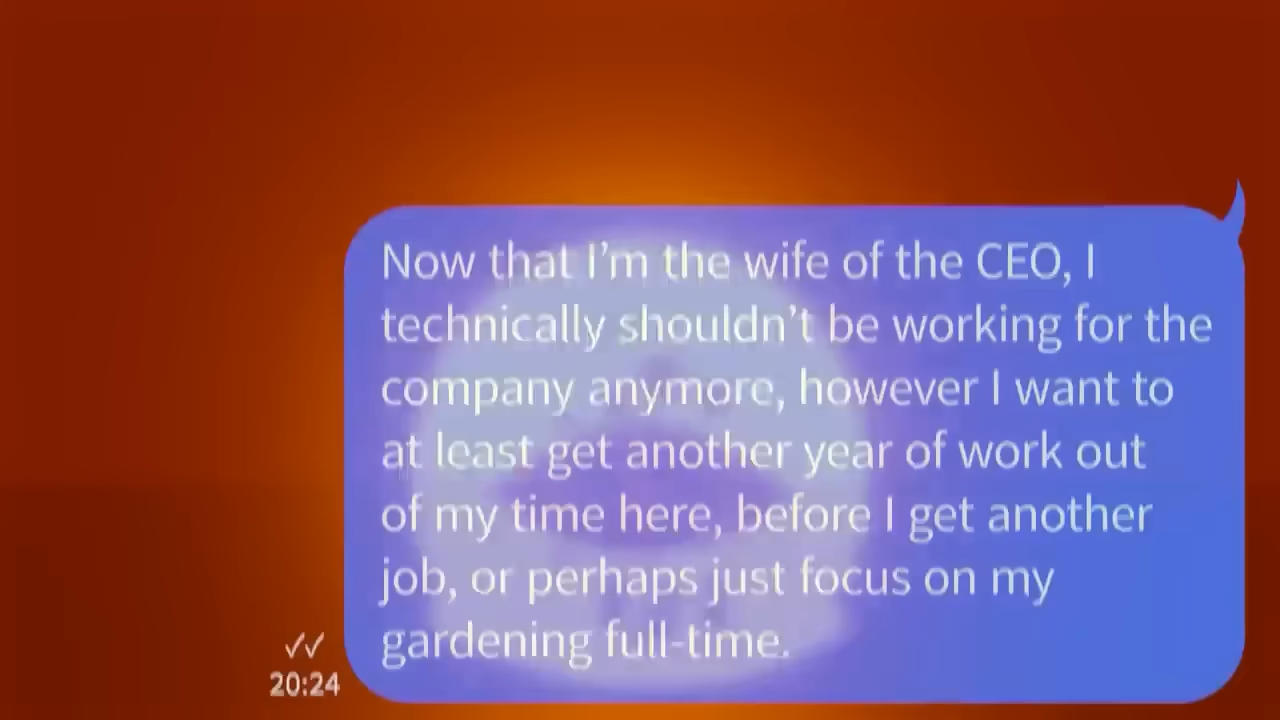 Now that I’m the wife of the CEO, I
technically shouldn’t be working for the
company anymore, however I want to
at least get another year of work out
of my time here, before I get another
job, or perhaps just focus on my
gardening full-time.
20:24